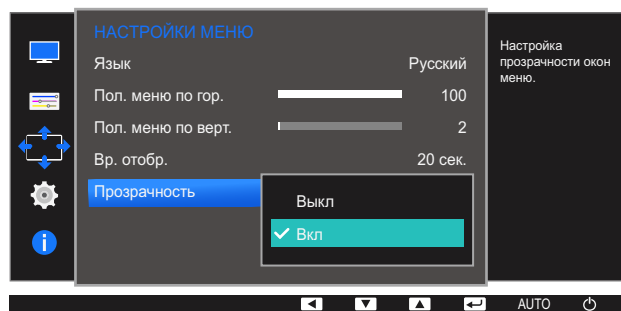 НАСТРОЙКИ МЕНЮ
Язык Русский
Пол. меню по гор. 100
Пол. меню по верт. 2
Вр. отобр. 20 сек.
Прозрачность
Выкл
Вкл
Настройка
прозрачности окон
меню.
AUTO